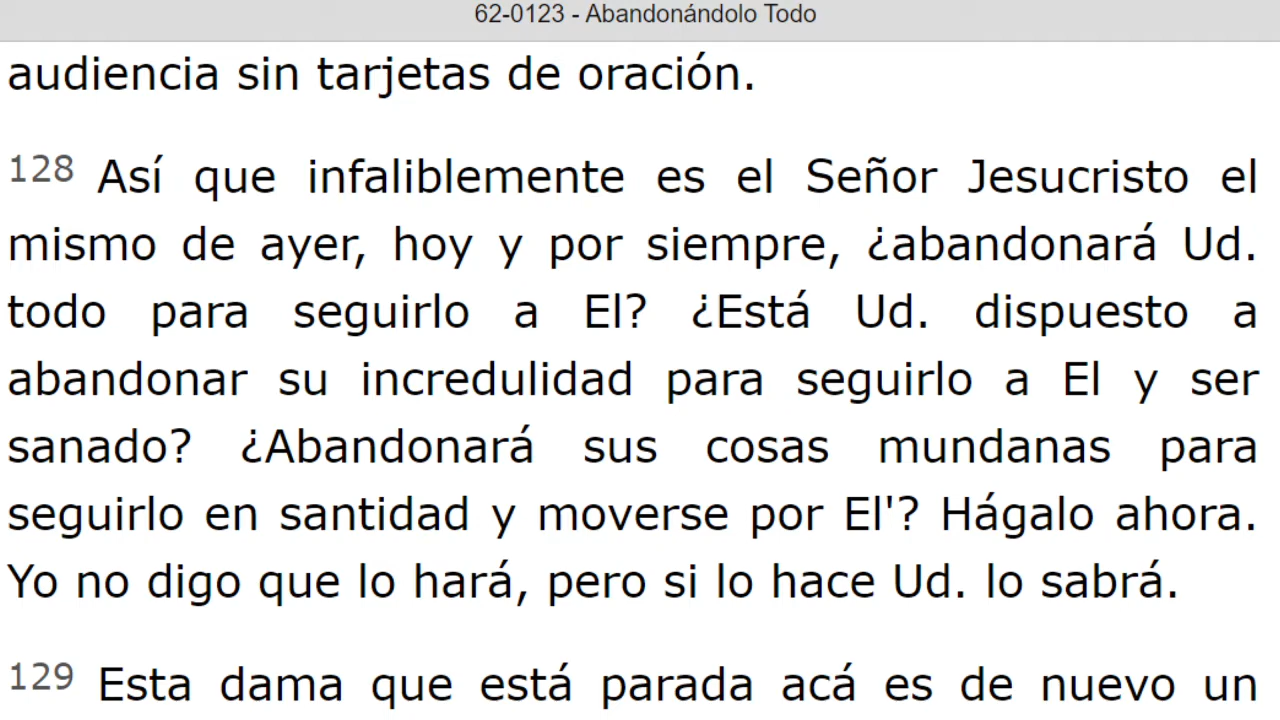 62-0123 - Abandonándolo Todo
audiencia sin tarjetas de oración.
128 Así que infaliblemente es el Señor Jesucristo el
mismo de ayer, hoy y por siempre, ¿abandonará Ud.
todo para seguirlo a El? ¿Está Ud. dispuesto a
abandonar su incredulidad para seguirlo a El y ser
sanado? ¿Abandonará sus cosas mundanas para
seguirlo en santidad y moverse por El'? Hágalo ahora.
Yo no digo que lo hará, pero si lo hace Ud. lo sabrá.
129 Esta dama que está parada acá es de nuevo un